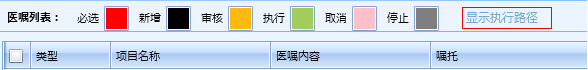 医嘱列表： 必选 新增 审核 执行 取消 停止 显示执行路径
类型 项目名称 医嘱内容 嘱托